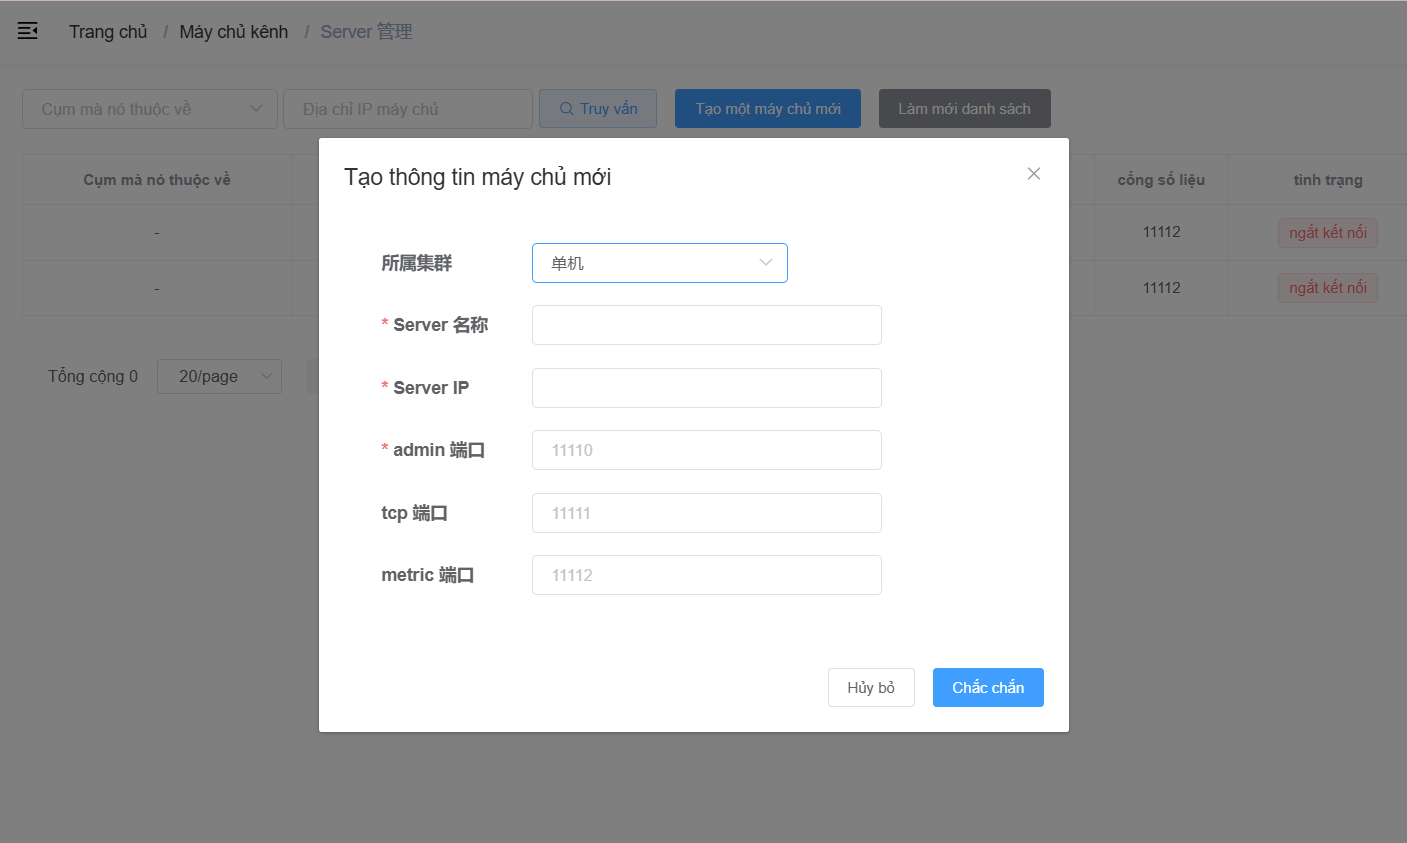 Trang chủ / Máy chủ kênh / Server 管理
Cụm mà nó thuộc về Địa chỉ IP máy chủ Truy vấn Tạo một máy chủ mới Làm mới danh sách
Cụm mà nó thuộc về cổng số liệu tình trạng
- 11112 ngắt kết nối
- 11112 ngắt kết nối
Tổng cộng 0 20/page
Tạo thông tin máy chủ mới
所属集群 单机
* Server 名称
* Server IP
* admin 端口 11110
tcp 端口 11111
metric 端口 11112
Hủy bỏ Chắc chắn